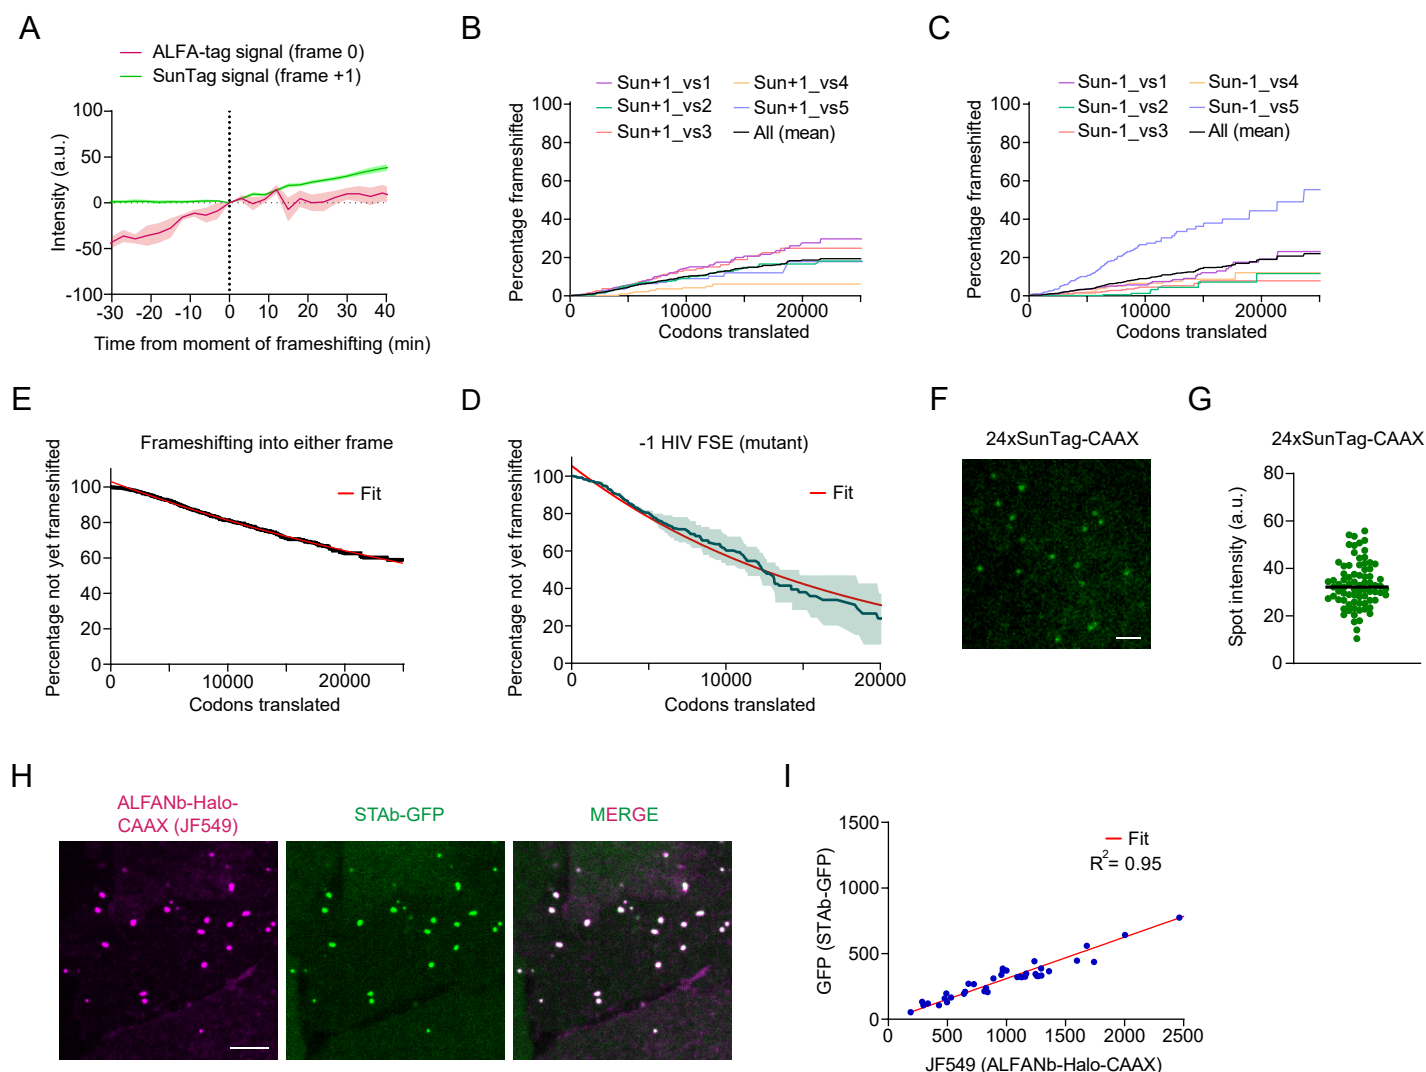 A
ALFA-tag signal (frame 0)
SunTag signal (frame +1)
Intensity (a.u.)
100
50
0
-50
-100
-30
-20
-10
0
10
20
30
40
Time from moment of frameshifting (min)
B
Sun+1_vs1
Sun+1_vs2
Sun+1_vs3
Sun+1_vs4
Sun+1_vs5
All (mean)
Percentage frameshifted
100
80
60
40
20
0
0
10000
20000
Codons translated
C
Sun-1_vs1
Sun-1_vs2
Sun-1_vs3
Sun-1_vs4
Sun-1_vs5
All (mean)
Percentage frameshifted
100
80
60
40
20
0
0
10000
20000
Codons translated
E
Frameshifting into either frame
Fit
Percentage not yet frameshifted
100
80
60
40
20
0
0
10000
20000
Codons translated
D
-1 HIV FSE (mutant)
Fit
Percentage not yet frameshifted
100
80
60
40
20
0
0
10000
20000
Codons translated
F
24xSunTag-CAAX
G
24xSunTag-CAAX
Spot intensity (a.u.)
80
60
40
20
0
H
ALFANb-Halo-
CAAX (JF549)
STAb-GFP
MERGE
I
Fit
R²= 0.95
GFP (STAb-GFP)
1500
1000
500
0
0
500
1000
1500
2000
2500
JF549 (ALFANb-Halo-CAAX)